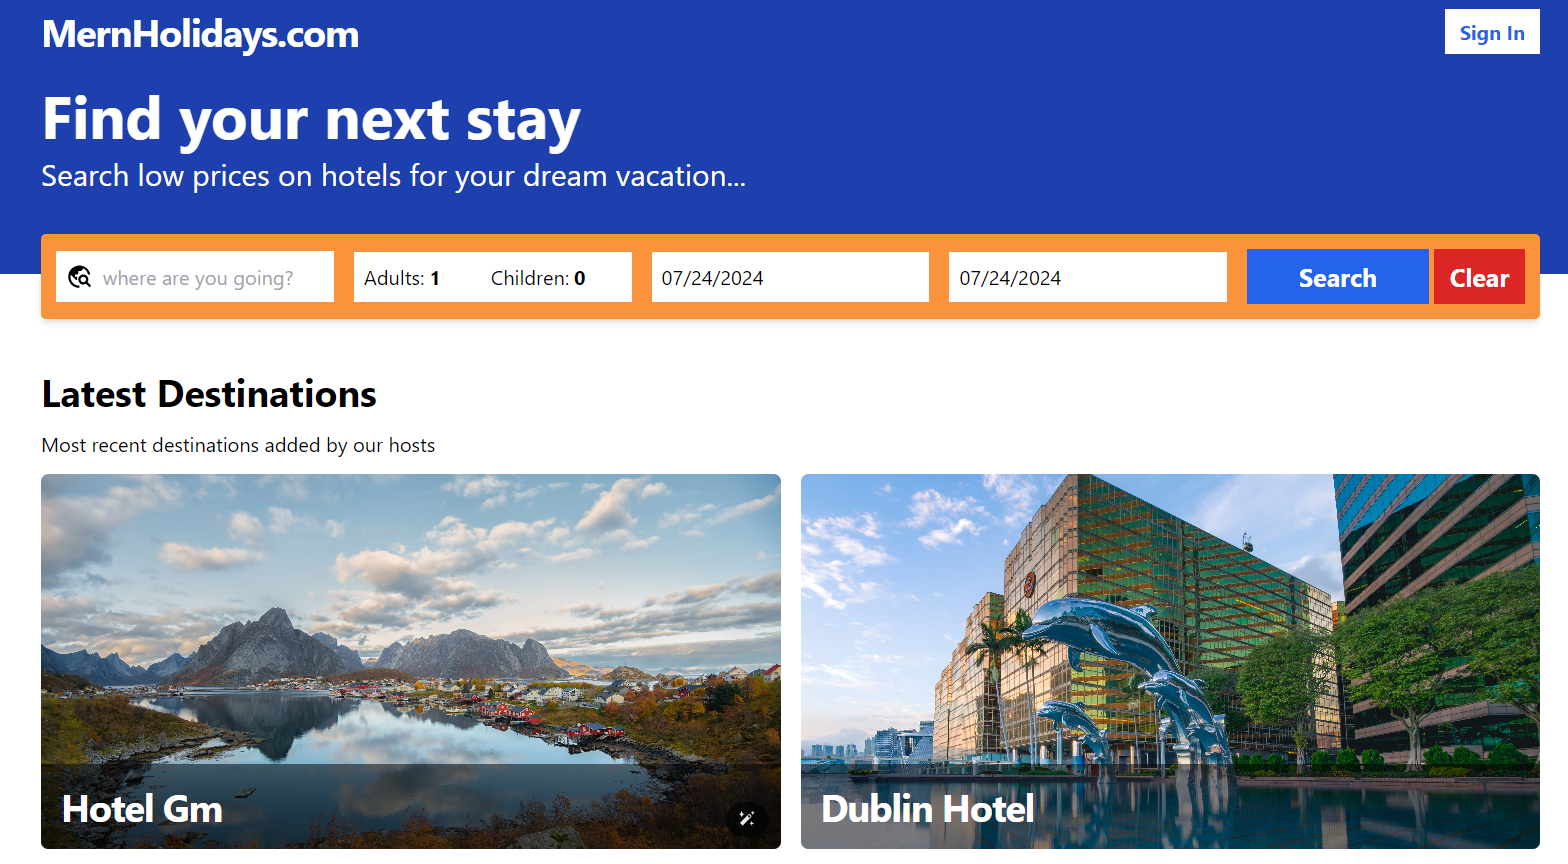 MernHolidays.com
Sign In
Find your next stay
Search low prices on hotels for your dream vacation...
where are you going?
Adults: 1 Children: 0
07/24/2024
07/24/2024
Search
Clear
Latest Destinations
Most recent destinations added by our hosts
Hotel Gm
Dublin Hotel